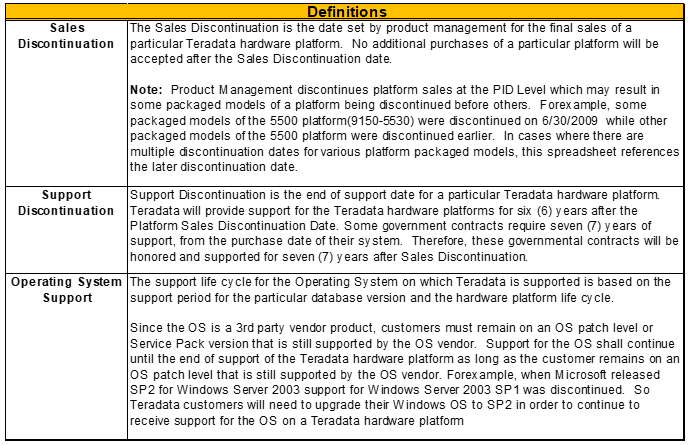 Definitions
Sales
Discontinuation
The Sales Discontinuation is the date set by product management for the final sales of a
particular Teradata hardware platform.  No additional purchases of a particular platform will be
accepted after the Sales Discontinuation date.
Note:  Product Management discontinues platform sales at the PID Level which may result in
some packaged models of a platform being discontinued before others.  Forexample, some
packaged models of the 5500 platform(9150-5530) were discontinued on 6/30/2009  while other
packaged models of the 5500 platform were discontinued earlier.  In cases where there are
multiple discontinuation dates for various platform packaged models, this spreadsheet references
the later discontinuation date.
Support
Discontinuation
Support Discontinuation is the end of support date for a particular Teradata hardware platform.
Teradata will provide support for the Teradata hardware platforms for six (6) years after the
Platform Sales Discontinuation Date. Some government contracts require seven (7) years of
support, from the purchase date of their system.  Therefore, these governmental contracts will be
honored and supported for seven (7) years after Sales Discontinuation.
Operating System
Support
The support life cycle for the Operating System on which Teradata is supported is based on the
support period for the particular database version and the hardware platform life cycle.
Since the OS is a 3rd party vendor product, customers must remain on an OS patch level or
Service Pack version that is still supported by the OS vendor.  Support for the OS shall continue
until the end of support of the Teradata hardware platform as long as the customer remains on an
OS patch level that is still supported by the OS vendor. Forexample, when Microsoft released
SP2 for Windows Server 2003 support for Windows Server 2003 SP1 was discontinued.  So
Teradata customers will need to upgrade their Windows OS to SP2 in order to continue to
receive support for the OS on a Teradata hardware platform